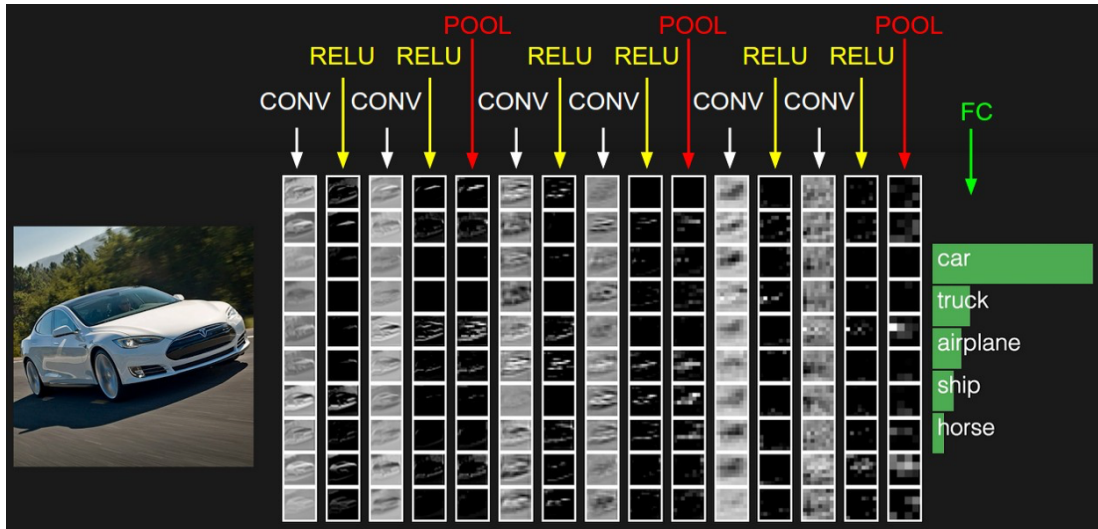 POOL POOL POOL
RELU RELU RELU RELU RELU RELU
CONV CONV CONV CONV CONV CONV
FC
car
truck
airplane
ship
horse